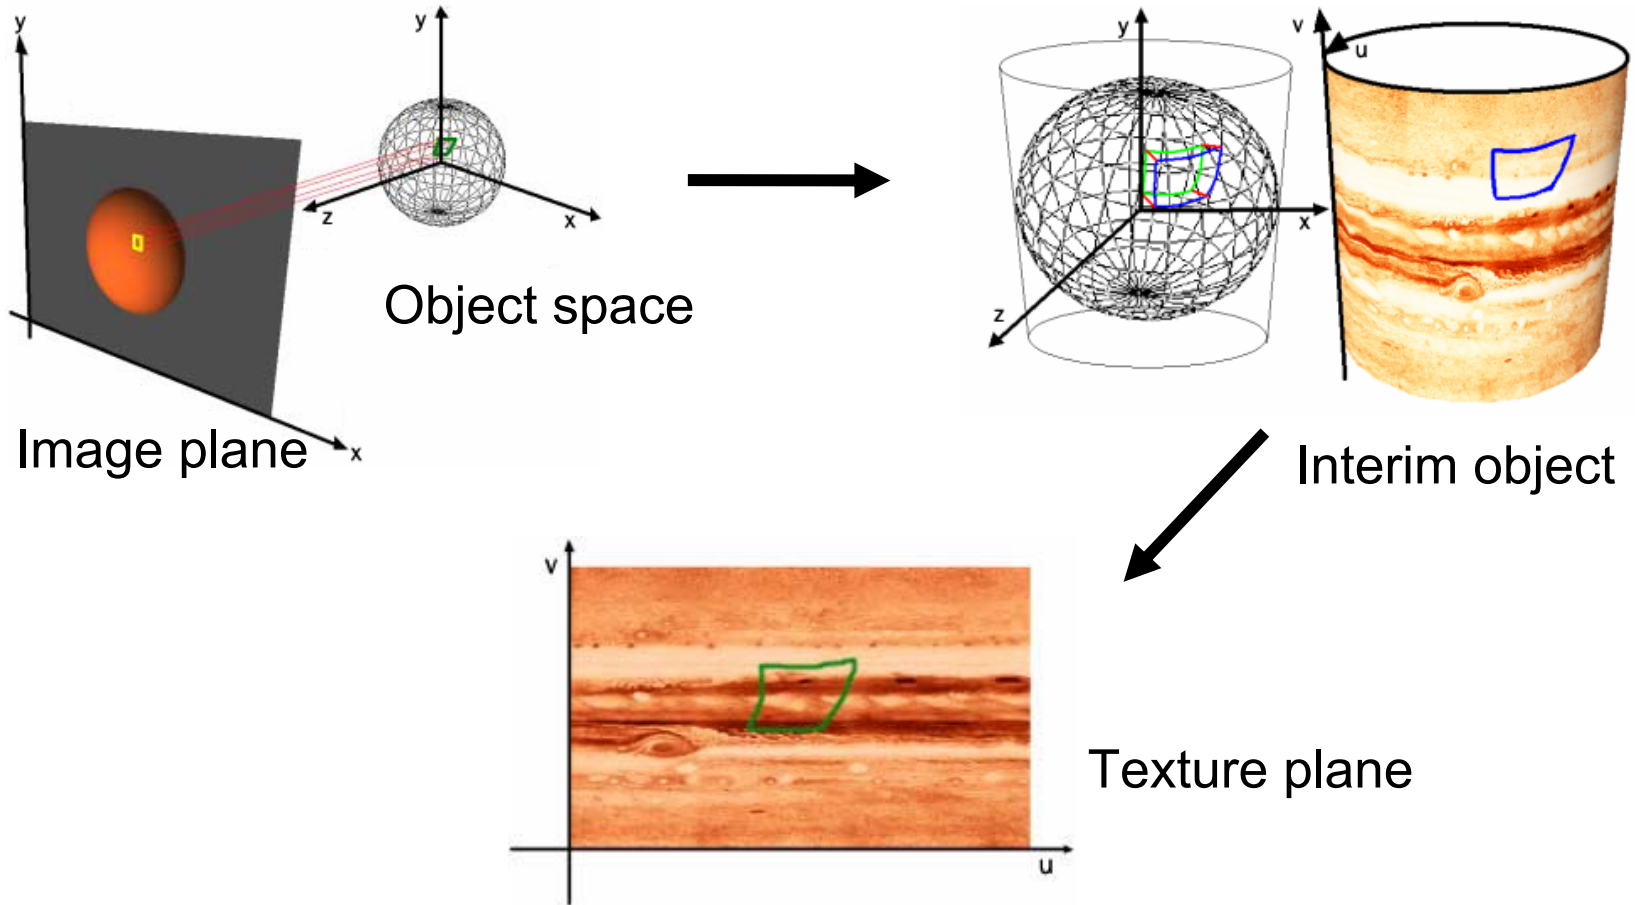 y
x
Image plane
y
z
x
Object space
y
x
z
v
u
Interim object
v
u
Texture plane